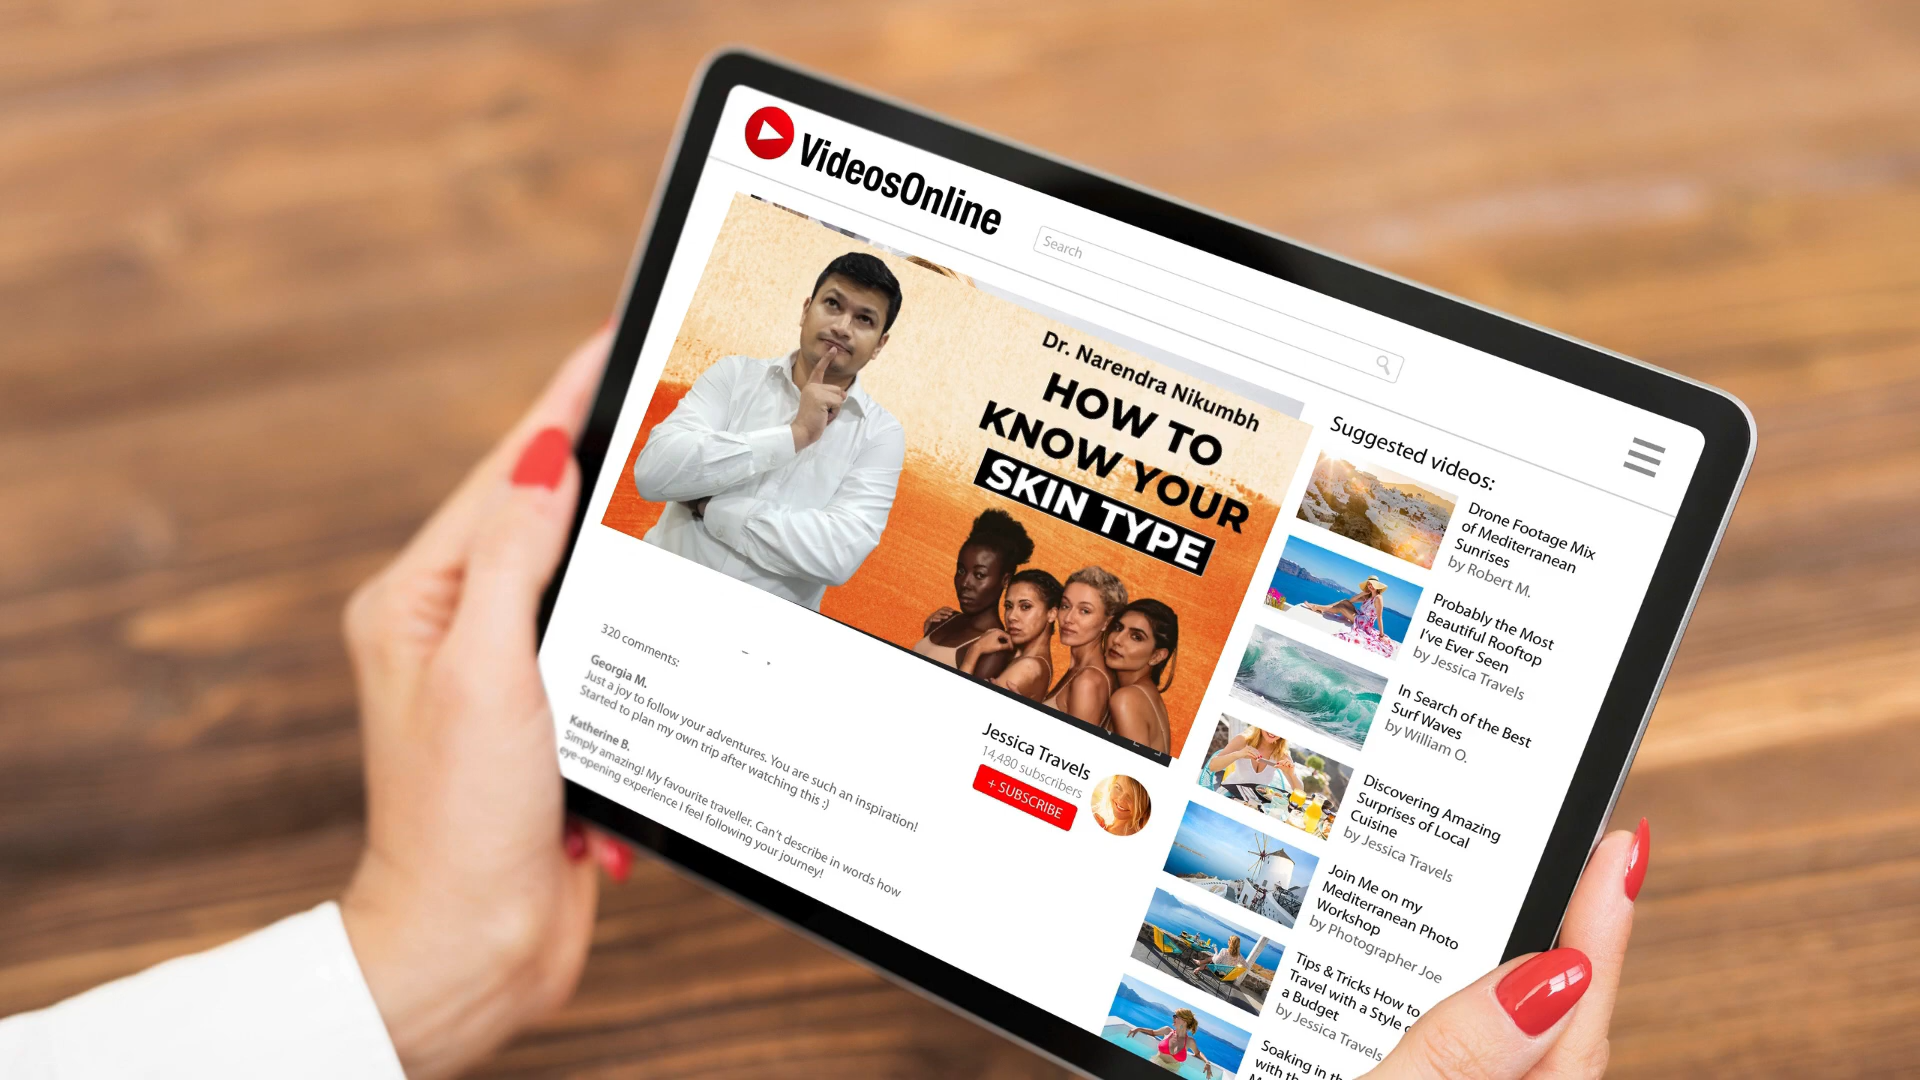 VideosOnline
Search
Dr. Narendra Nikumbh
HOW TO
KNOW YOUR
SKIN TYPE
320 comments:
Georgia M.
Just a joy to follow your adventures. You are such an inspiration!
Started to plan my own trip after watching this :)
Katherine B.
Simply amazing! My favourite traveller. Can't describe in words how
eye-opening experience I feel following your journey!
Jessica Travels
14,480 subscribers
+ SUBSCRIBE
Suggested videos:
Drone Footage Mix
of Mediterranean
Sunrises
by Robert M.
Probably the Most
Beautiful Rooftop
I've Ever Seen
by Jessica Travels
In Search of the Best
Surf Waves
by William O.
Discovering Amazing
Surprises of Local
Cuisine
by Jessica Travels
Join Me on my
Mediterranean Photo
Workshop
by Photographer Joe
Tips & Tricks How to
Travel with a Style
a Budget
by Jessica Travels
Soaking in
with